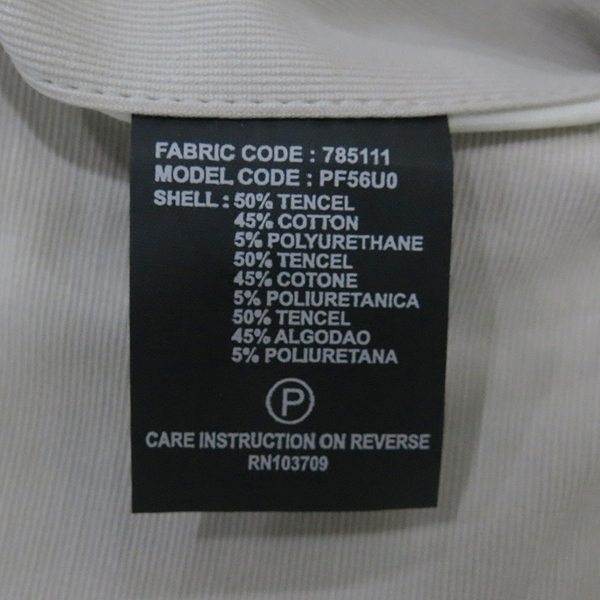 FABRIC CODE : 785111
MODEL CODE : PF56U0
SHELL : 50% TENCEL
45% COTTON
5% POLYURETHANE
50% TENCEL
45% COTONE
5% POLIURETANICA
50% TENCEL
45% ALGODAO
5% POLIURETANA
P
CARE INSTRUCTION ON REVERSE
RN103709